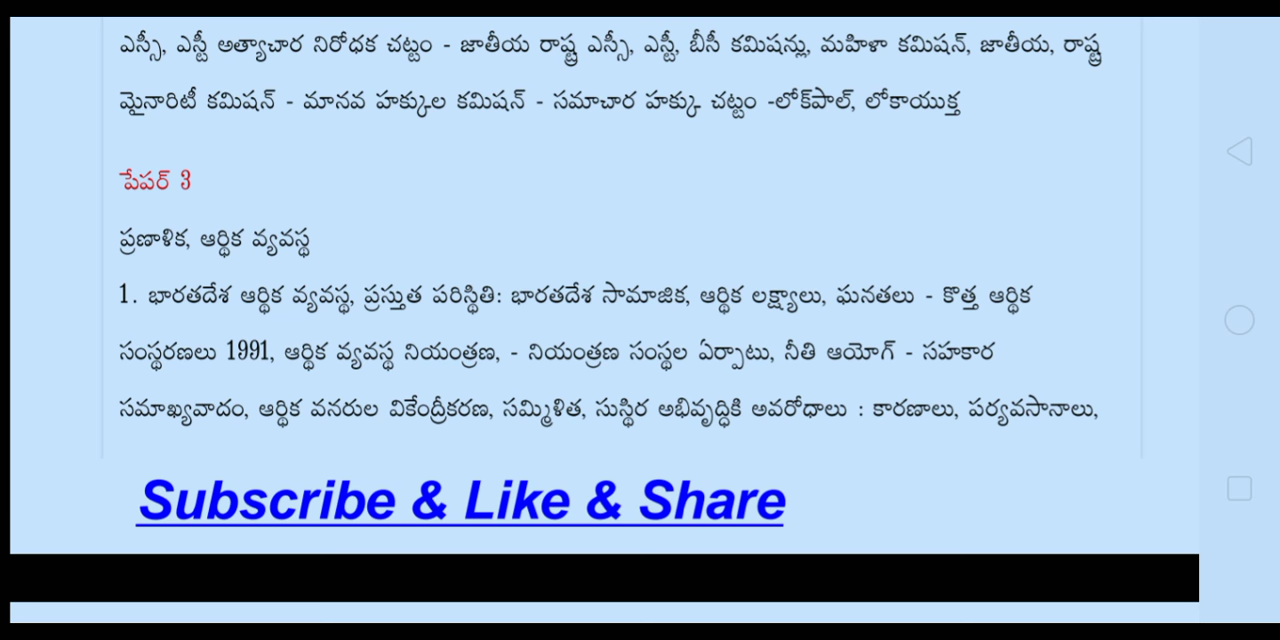 ఎస్సీ, ఎస్టీ అత్యాచార నిరోధక చట్టం - జాతీయ రాష్ట్ర ఎస్సీ, ఎస్టీ, బీసీ కమిషన్లు, మహిళా కమిషన్, జాతీయ, రాష్ట్ర
మైనారిటీ కమిషన్ - మానవ హక్కుల కమిషన్ - సమాచార హక్కు చట్టం -లోక్‌పాల్, లోకాయుక్త
పేపర్ 3
ప్రణాళిక, ఆర్థిక వ్యవస్థ
1. భారతదేశ ఆర్థిక వ్యవస్థ, ప్రస్తుత పరిస్థితి: భారతదేశ సామాజిక, ఆర్థిక లక్ష్యాలు, ఘనతలు - కొత్త ఆర్థిక
సంస్థరణలు 1991, ఆర్థిక వ్యవస్థ నియంత్రణ, - నియంత్రణ సంస్థల ఏర్పాటు, నీతి ఆయోగ్ - సహకార
సమాఖ్యవాదం, ఆర్థిక వనరుల వికేంద్రీకరణ, సమ్మిళిత, సుస్థిర అభివృద్ధికి అవరోధాలు : కారణాలు, పర్యవసానాలు,
Subscribe & Like & Share